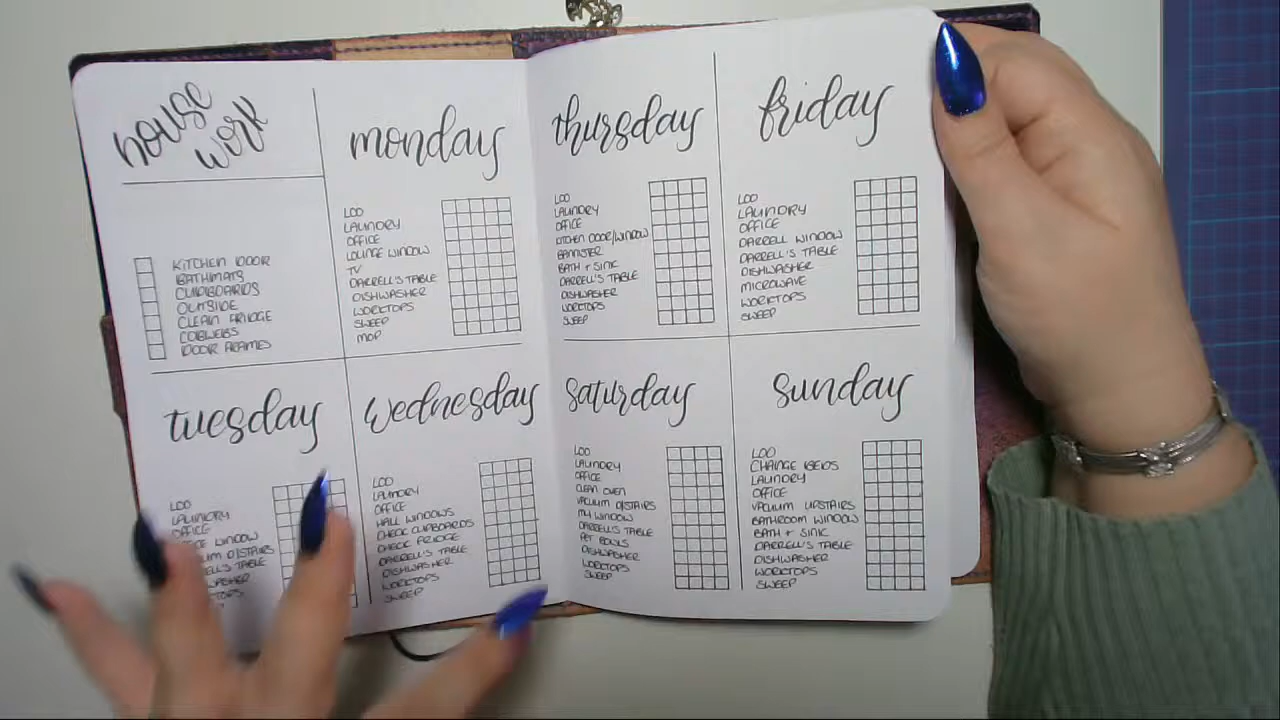 house
work
KITCHEN DOOR
BATHMATS
CUPBOARDS
OUTSIDE
CLEAN FRIDGE
COBWEBS
DOOR FRAMES
monday
LOO
LAUNDRY
OFFICE
LOUNGE WINDOW
TV
DARRELL'S TABLE
DISHWASHER
WORKTOPS
SWEEP
MOP
tuesday
LOO
LAUNDRY
OFFICE
WINDOW
DISTAIRS
TABLE
wednesday
LOO
LAUNDRY
OFFICE
HALL WINDOWS
CHECK CUPBOARDS
CHECK FRIDGE
DARRELL'S TABLE
DISHWASHER
WORKTOPS
SWEEP
thursday
LOO
LAUNDRY
OFFICE
KITCHEN DOOR/WINDOW
BANNISTER
BATH + SINK
DARRELL'S TABLE
DISHWASHER
WORKTOPS
SWEEP
friday
LOO
LAUNDRY
OFFICE
DARRELL WINDOW
DARRELL'S TABLE
DISHWASHER
MICROWAVE
WORKTOPS
SWEEP
saturday
LOO
LAUNDRY
OFFICE
CLEAN OVEN
VACUUM D/STAIRS
MY WINDOW
DARRELL'S TABLE
PET BOWLS
DISHWASHER
WORKTOPS
SWEEP
sunday
LOO
CHANGE BEDS
LAUNDRY
OFFICE
VACUUM UPSTAIRS
BATHROOM WINDOW
BATH + SINK
DARRELL'S TABLE
DISHWASHER
WORKTOPS
SWEEP